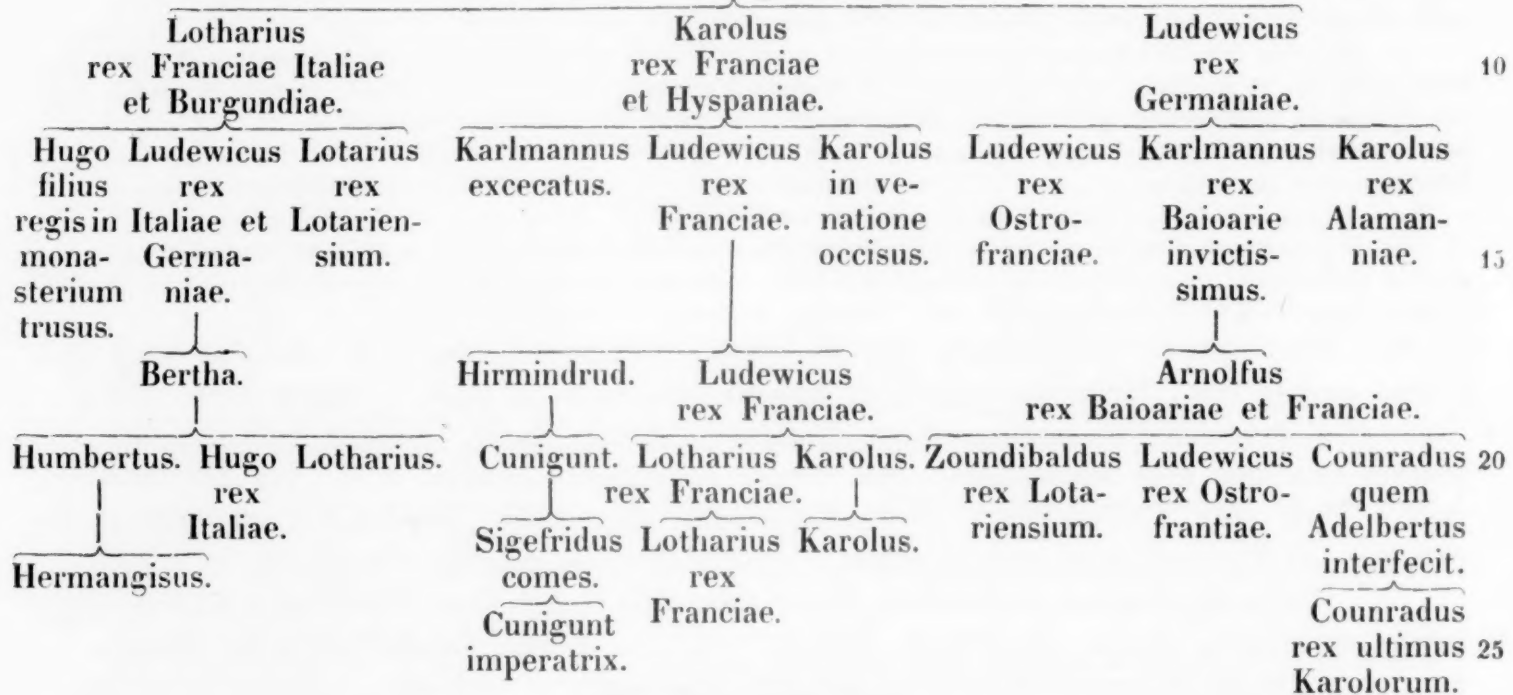 Lotharius Karolus Ludewicus
rex Franciae Italiae rex Franciae rex 10
et Burgundiae. et Hyspaniae. Germaniae.
Hugo Ludewicus Lotarius Karlmannus Ludewicus Karolus Ludewicus Karlmannus Karolus
filius rex rex excecatus. rex in ve- rex rex rex
regis in Italiae et Lotarien- Franciae. natione Ostro- Baioarie Alaman-
mona- Germa- sium. occisus. franciae. invictis- niae. 15
sterium niae. simus.
trusus.
Bertha. Hirmindrud. Ludewicus Arnolfus
rex Franciae. rex Baioariae et Franciae.
Humbertus. Hugo Lotharius. Cunigunt. Lotharius Karolus. Zoundibaldus Ludewicus Counradus 20
rex rex Franciae. rex Lota- rex Ostro- quem
Italiae. Sigefridus Lotharius Karolus. riensium. frantiae. Adelbertus
Hermangisus. comes. rex interfecit.
Cunigunt Franciae. Counradus
imperatrix. rex ultimus 25
Karolorum.